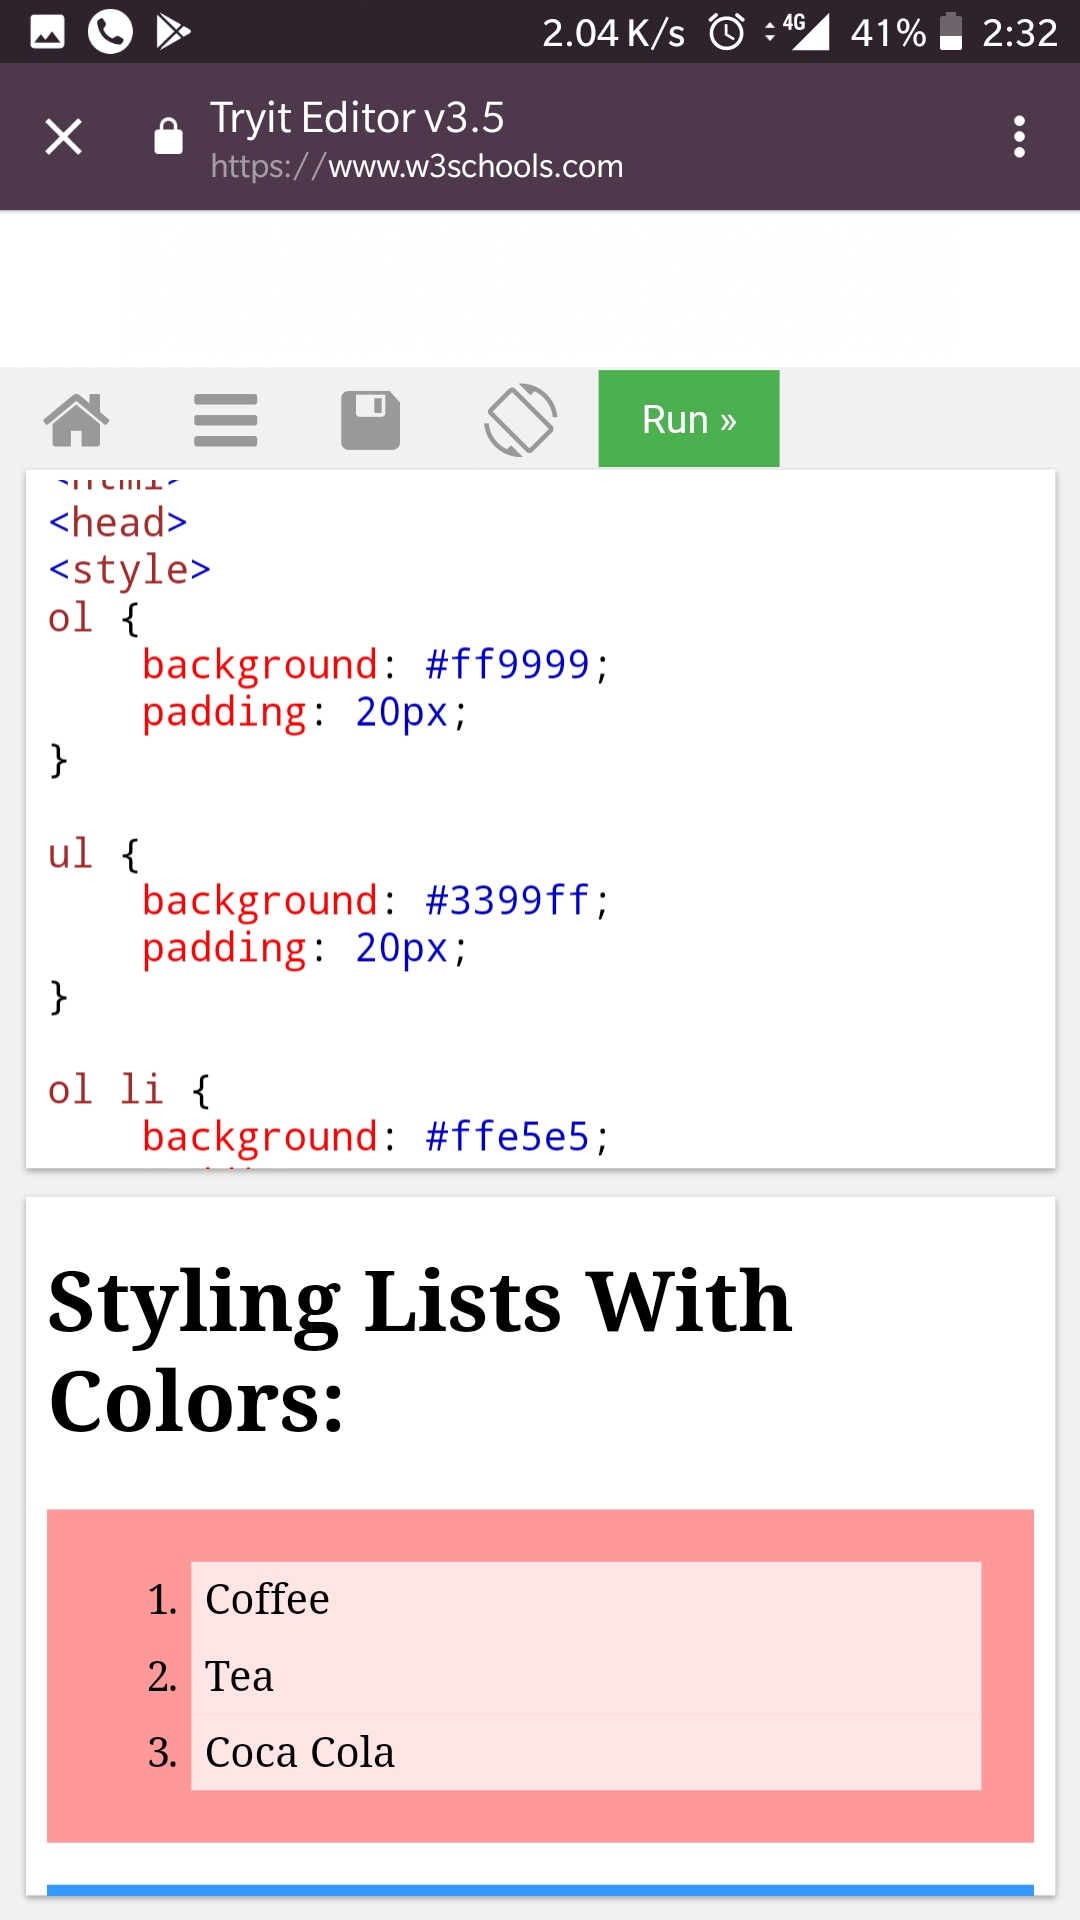 2.04 K/s 4G 41% 2:32
Tryit Editor v3.5
https://www.w3schools.com
Run »
<html>
<head>
<style>
ol {
background: #ff9999;
padding: 20px;
}
ul {
background: #3399ff;
padding: 20px;
}
ol li {
background: #ffe5e5;
Styling Lists With
Colors:
1. Coffee
2. Tea
3. Coca Cola